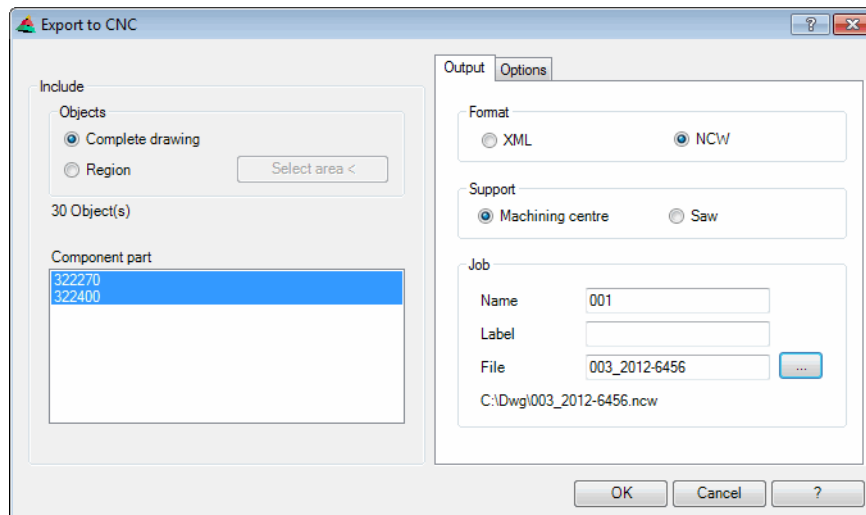 Export to CNC
?
Include
Objects
Complete drawing
Region
Select area <
30 Object(s)
Component part
322270
322400
Output
Options
Format
XML
NCW
Support
Machining centre
Saw
Job
Name
001
Label
File
003_2012-6456
...
C:\Dwg\003_2012-6456.ncw
OK
Cancel
?